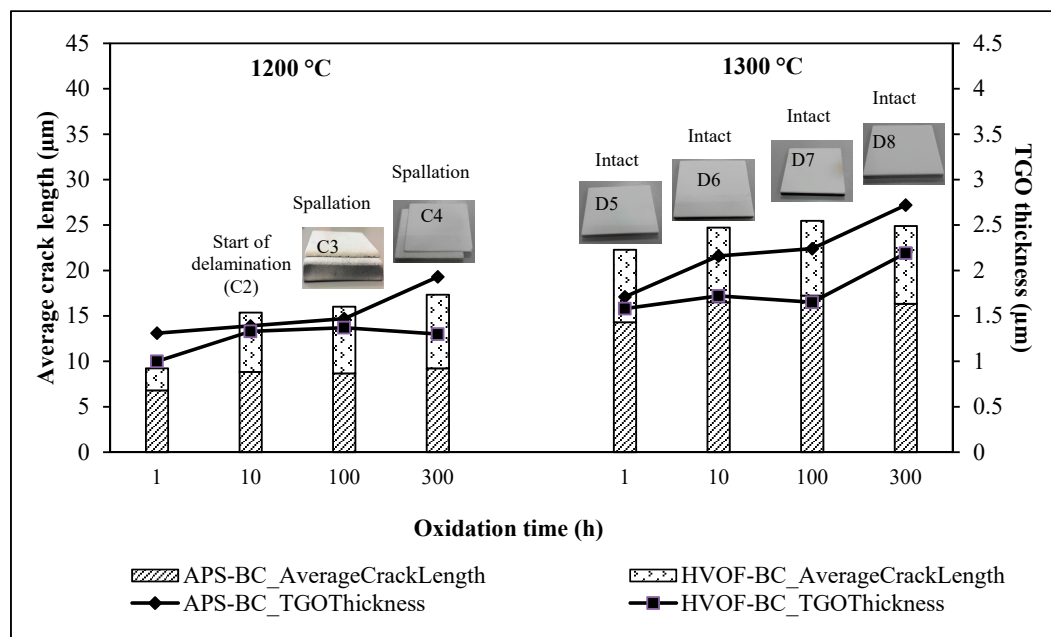 1200 °C
1300 °C
Average crack length (µm)
45
40
35
30
25
20
15
10
5
0
4.5
4
3.5
3
2.5
2
1.5
1
0.5
0
TGO thickness (µm)
Start of
delamination
(C2)
Spallation
C3
Spallation
C4
Intact
D5
Intact
D6
Intact
D7
Intact
D8
1 10 100 300 1 10 100 300
Oxidation time (h)
APS-BC_AverageCrackLength HVOF-BC_AverageCrackLength
APS-BC_TGOThickness HVOF-BC_TGOThickness